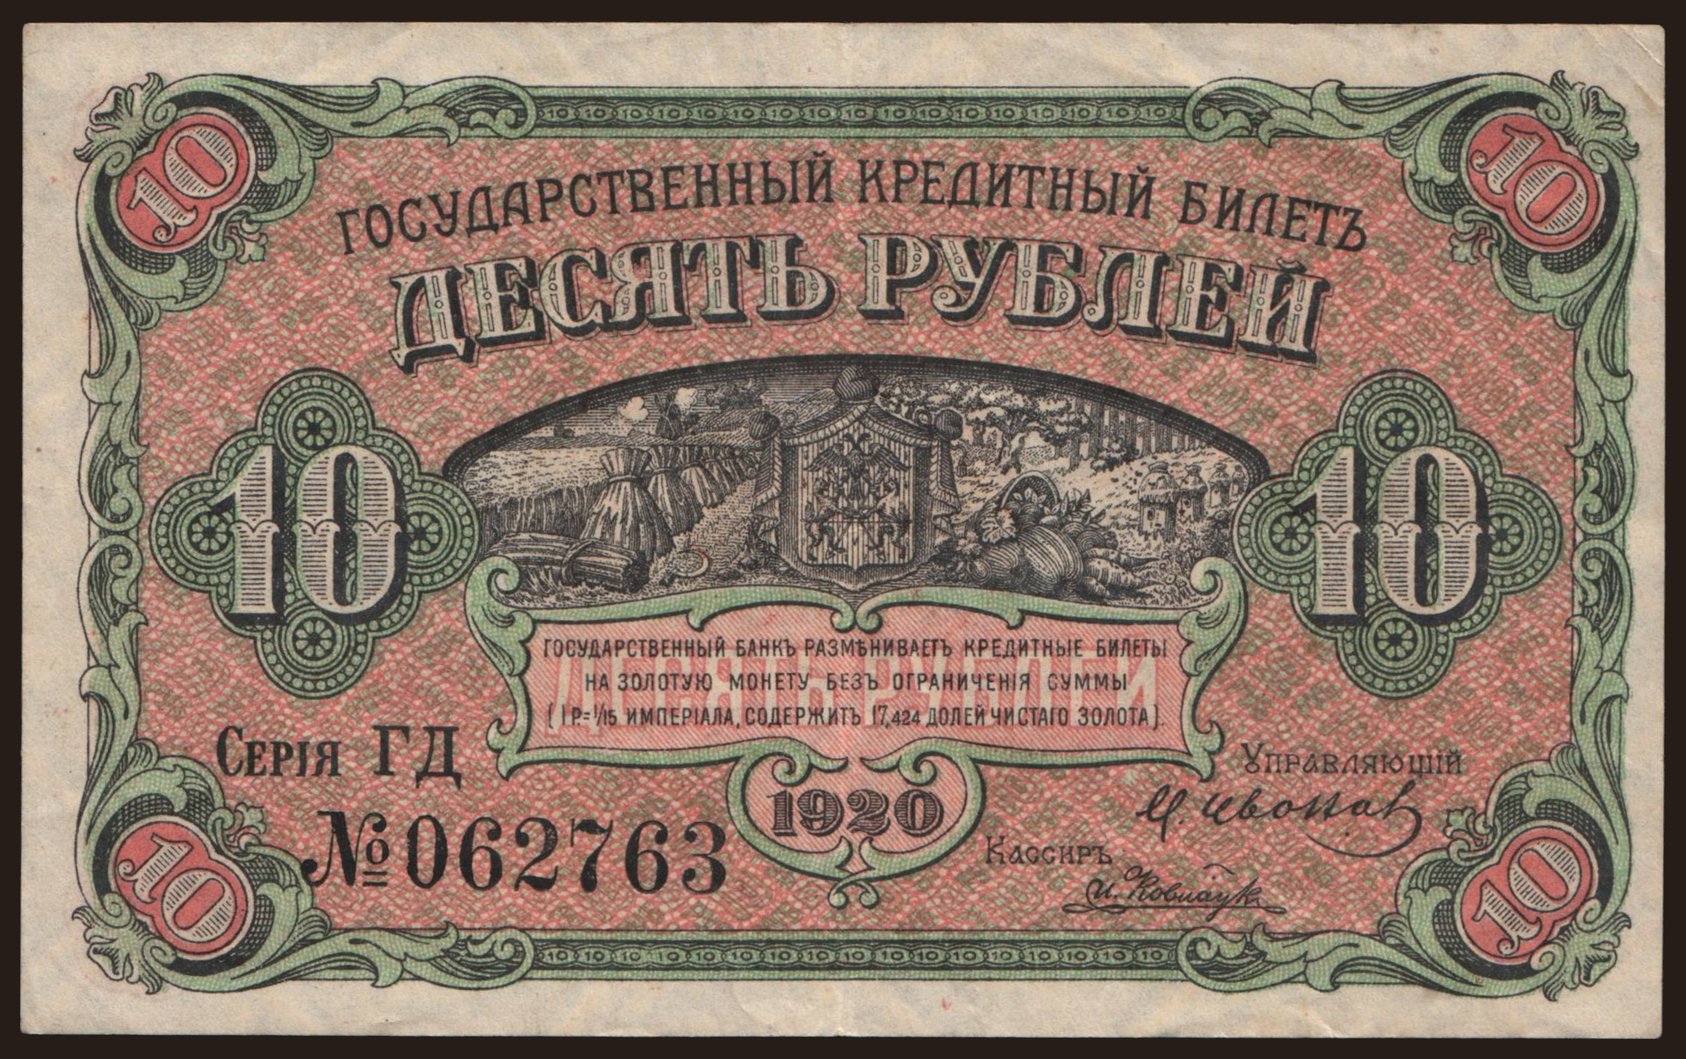 10 10
ГОСУДАРСТВЕННЫЙ КРЕДИТНЫЙ БИЛЕТЪ
ДЕСЯТЬ РУБЛЕЙ
10 10
ГОСУДАРСТВЕННЫЙ БАНКЪ РАЗМѢНИВАЕТЪ КРЕДИТНЫЕ БИЛЕТЫ
НА ЗОЛОТУЮ МОНЕТУ БЕЗЪ ОГРАНИЧЕНІЯ СУММЫ
(1 Р.= 1/15 ИМПЕРІАЛА, СОДЕРЖИТЪ 17,424 ДОЛЕЙ ЧИСТАГО ЗОЛОТА).
ДЕСЯТЬ РУБЛЕЙ
СЕРІЯ ГД
№ 062763
1920
УПРАВЛЯЮЩІЙ
КАССИРЪ
10 10